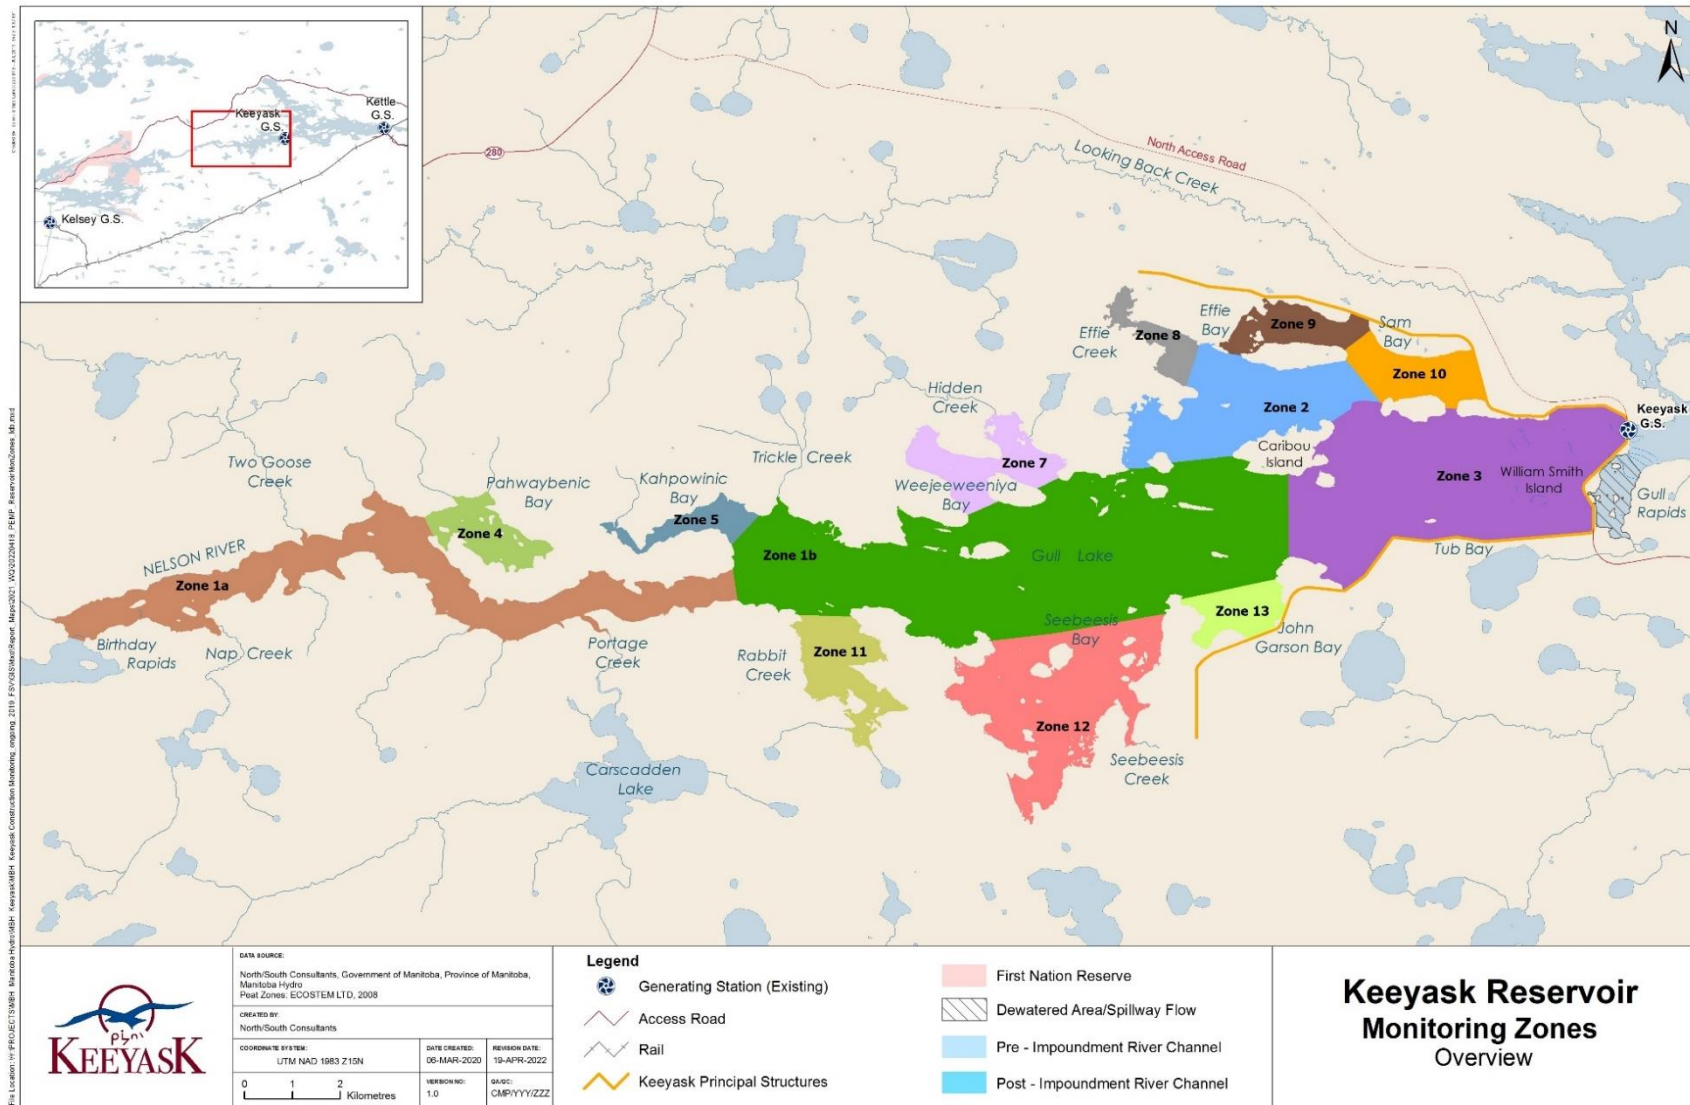 N
Keeyask
G.S.
Kettle
G.S.
Kelsey G.S.
280
North Access Road
Looking Back Creek
Effie
Bay
Zone 9
Sam
Bay
Zone 8
Effie
Creek
Zone 10
Hidden
Creek
Zone 2
Keeyask
G.S.
Caribou
Island
Two Goose
Creek
Trickle Creek
Zone 7
Zone 3
William Smith
Island
Pahwaybenic
Bay
Kahpowinic
Bay
Weejeeweeniya
Bay
Gull
Rapids
Zone 5
Zone 4
NELSON RIVER
Zone 1b
Gull Lake
Tub Bay
Zone 1a
Zone 13
Seebeesis
Bay
Birthday
Rapids
Nap Creek
Portage
Creek
Rabbit
Creek
Zone 11
John
Garson Bay
Zone 12
Carscadden
Lake
Seebeesis
Creek
KEEYASK
DATA SOURCE:
North/South Consultants, Government of Manitoba, Province of Manitoba,
Manitoba Hydro
Peat Zones: ECOSTEM LTD, 2008
CREATED BY:
North/South Consultants
COORDINATE SYSTEM:
UTM NAD 1983 Z15N
DATE CREATED:
06-MAR-2020
REVISION DATE:
19-APR-2022
0 1 2
Kilometres
VERSION NO:
1.0
QA/QC:
CMP/YYY/ZZZ
Legend
Generating Station (Existing)
Access Road
Rail
Keeyask Principal Structures
First Nation Reserve
Dewatered Area/Spillway Flow
Pre - Impoundment River Channel
Post - Impoundment River Channel
Keeyask Reservoir
Monitoring Zones
Overview